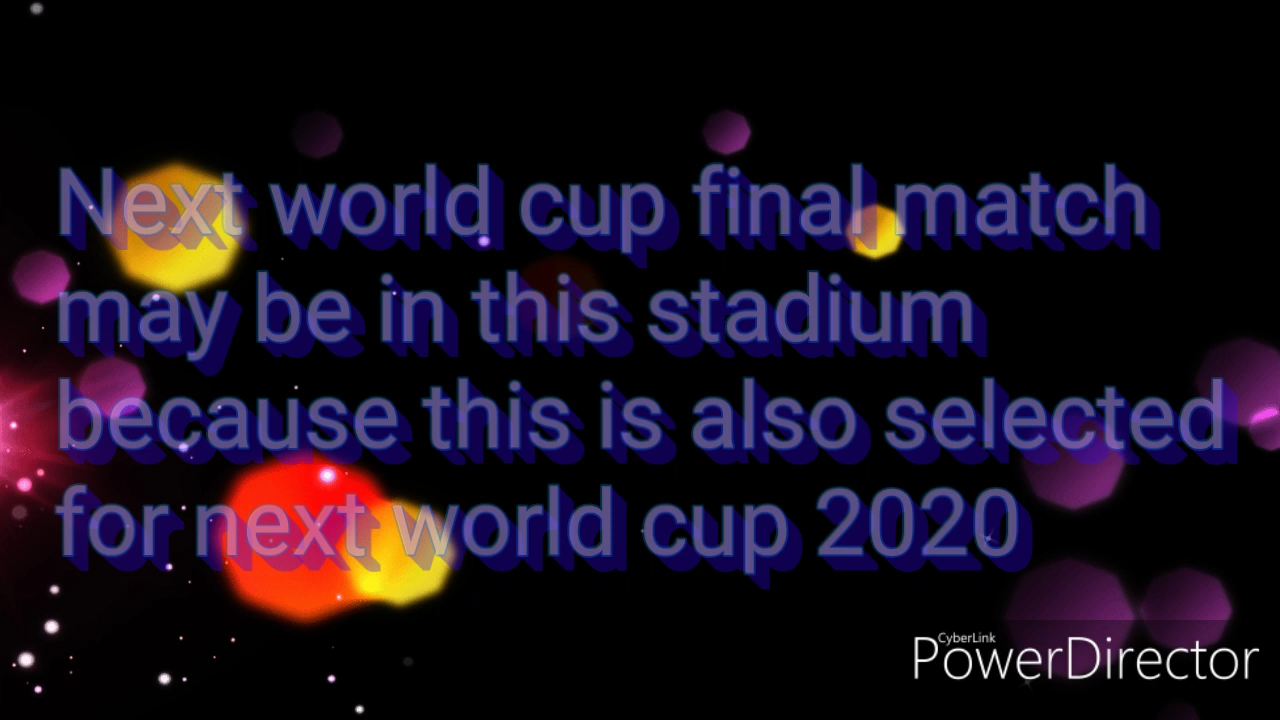 Next world cup final match
may be in this stadium
because this is also selected
for next world cup 2020
CyberLink
PowerDirector